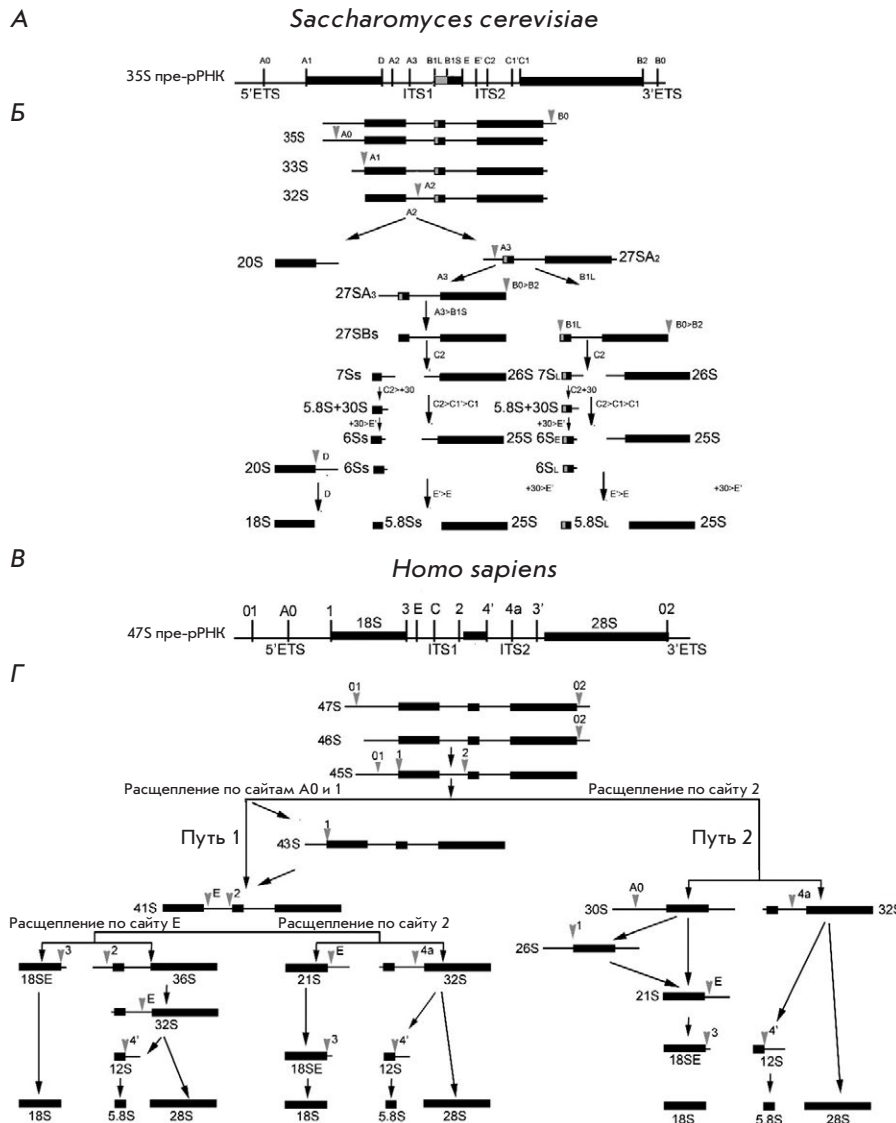 А
Saccharomyces cerevisiae
A0 A1 D A2 A3 B1L B1S E E' C2 C1'C1 B2 B0
35S пре-рРНК
5'ETS ITS1 ITS2 3'ETS
Б
B0
35S A0
33S A1
32S A2
A2
20S A3 27SA2
A3 B1L
27SA3 B0>B2
A3>B1S
27SBs B1L B0>B2
C2 C2
7Ss 26S 7SL 26S
C2>+30 C2>C1'>C1 C2+30 C2>C1>C1
5.8S+30S 5.8S+30S
+30>E' +30>E'
6Ss 25S 6SE 25S
20S D 6Ss 6SL
D E'>E +30>E' E'>E +30>E'
18S 5.8Ss 25S 5.8SL 25S
В
Homo sapiens
01 A0 1 3 E C 2 4' 4a 3' 02
47S пре-рРНК 18S 28S
5'ETS ITS1 ITS2 3'ETS
Г
01 02
47S
02
46S
01 1 2
45S
Расщепление по сайтам А0 и 1 Расщепление по сайту 2
Путь 1 1 Путь 2
43S
E 2
41S
A0 4a
30S 32S
Расщепление по сайту Е Расщепление по сайту 2
1
26S
3 2 E 4a
18SE 36S 21S 32S
E
21S
E
32S
4' 3 4' 3 4'
12S 18SE 12S 18SE 12S
18S 5.8S 28S 18S 5.8S 28S 18S 5.8S 28S